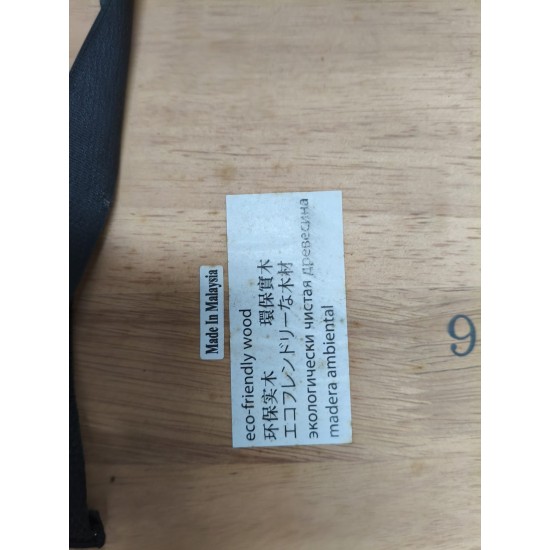 Made In Malaysia
eco-friendly wood
环保实木 環保實木
エコフレンドリーな木材
экологически чистая древесина
madera ambiental